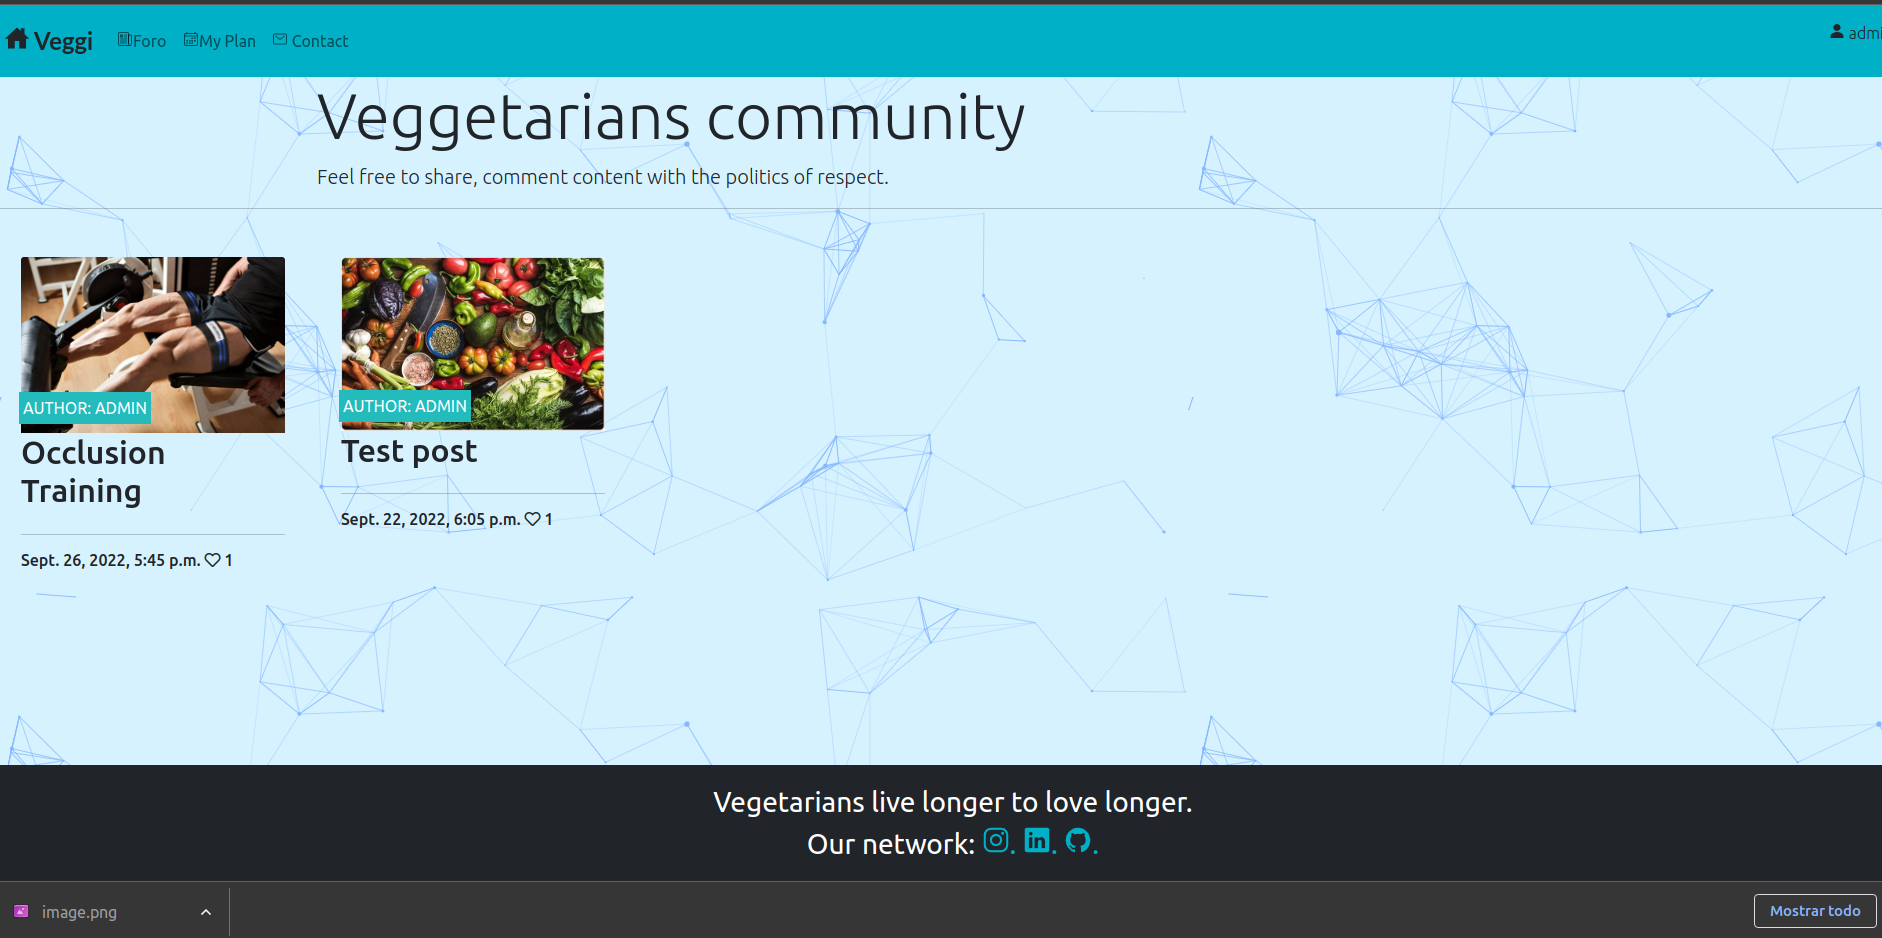 Veggi Foro My Plan Contact admi
Veggetarians community
Feel free to share, comment content with the politics of respect.
AUTHOR: ADMIN
Occlusion
Training
Sept. 26, 2022, 5:45 p.m. 1
AUTHOR: ADMIN
Test post
Sept. 22, 2022, 6:05 p.m. 1
Vegetarians live longer to love longer.
Our network: . . .
image.png
Mostrar todo